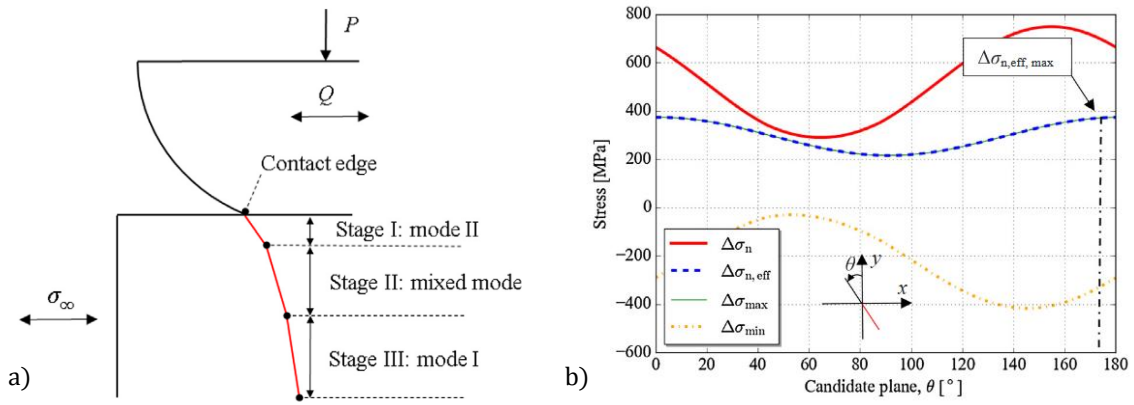 P
Q
Contact edge
Stage I: mode II
Stage II: mixed mode
σ∞
Stage III: mode I
a)
800
600
400
200
0
−200
−400
−600
Stress [MPa]
Δσn,eff, max
Δσn
Δσn,eff
Δσmax
Δσmin
θ
y
x
0 20 40 60 80 100 120 140 160 180
Candidate plane, θ [°]
b)